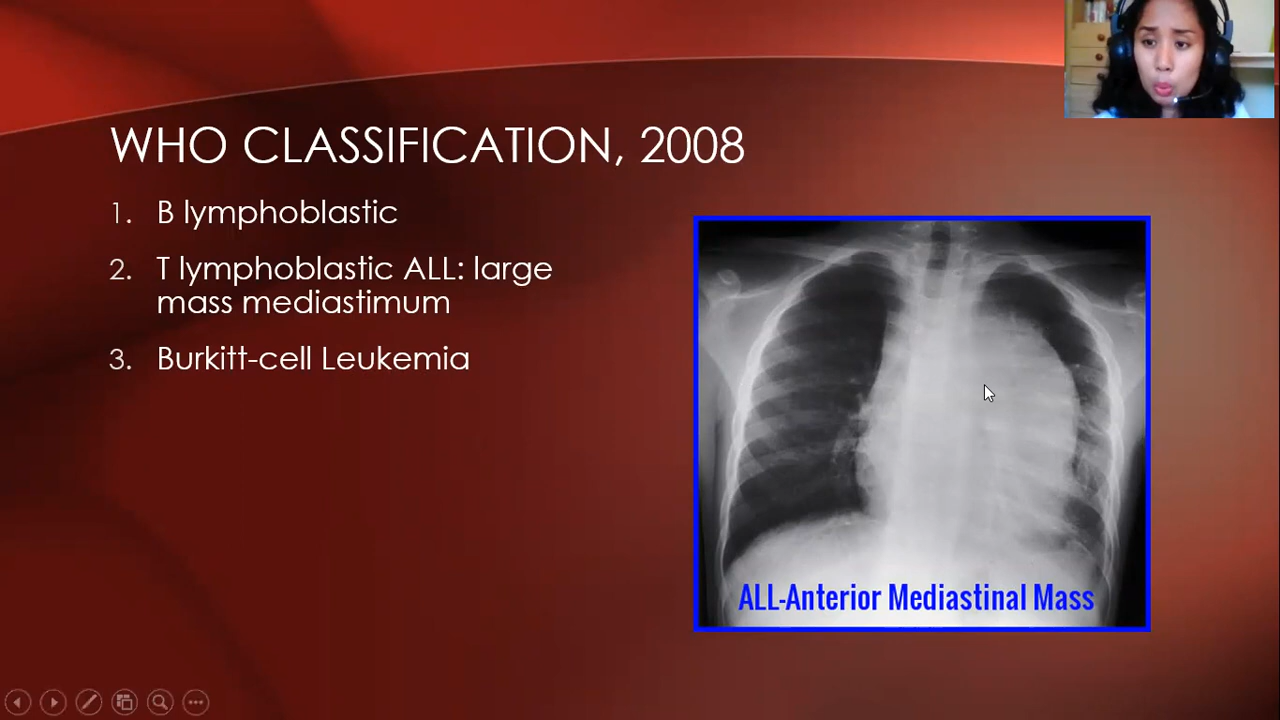 WHO CLASSIFICATION, 2008
1. B lymphoblastic
2. T lymphoblastic ALL: large
mass mediastimum
3. Burkitt-cell Leukemia
ALL-Anterior Mediastinal Mass